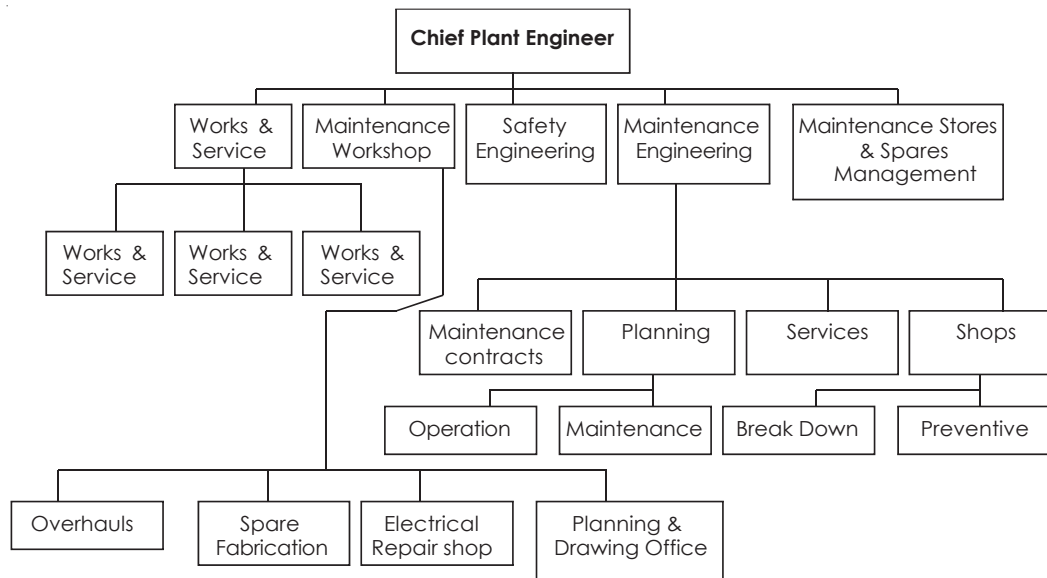 Chief Plant Engineer
Works &
Service
Maintenance
Workshop
Safety
Engineering
Maintenance
Engineering
Maintenance Stores
& Spares
Management
Works &
Service
Works &
Service
Works &
Service
Maintenance
contracts
Planning
Services
Shops
Operation
Maintenance
Break Down
Preventive
Overhauls
Spare
Fabrication
Electrical
Repair shop
Planning &
Drawing Office